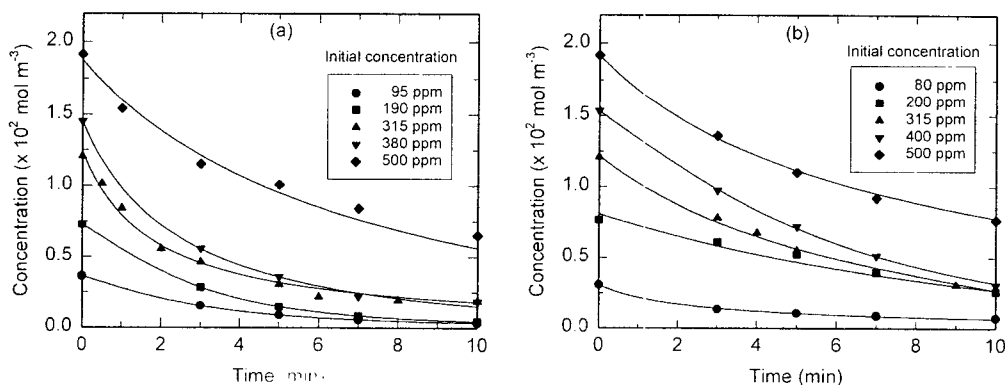 (a)
Concentration (x 10² mol m⁻³)
2.0
1.5
1.0
0.5
0.0
Initial concentration
95 ppm
190 ppm
315 ppm
380 ppm
500 ppm
0 2 4 6 8 10
Time
(b)
Concentration (x 10² mol m⁻³)
2.0
1.5
1.0
0.5
0.0
Initial concentration
80 ppm
200 ppm
315 ppm
400 ppm
500 ppm
0 2 4 6 8 10
Time (min)